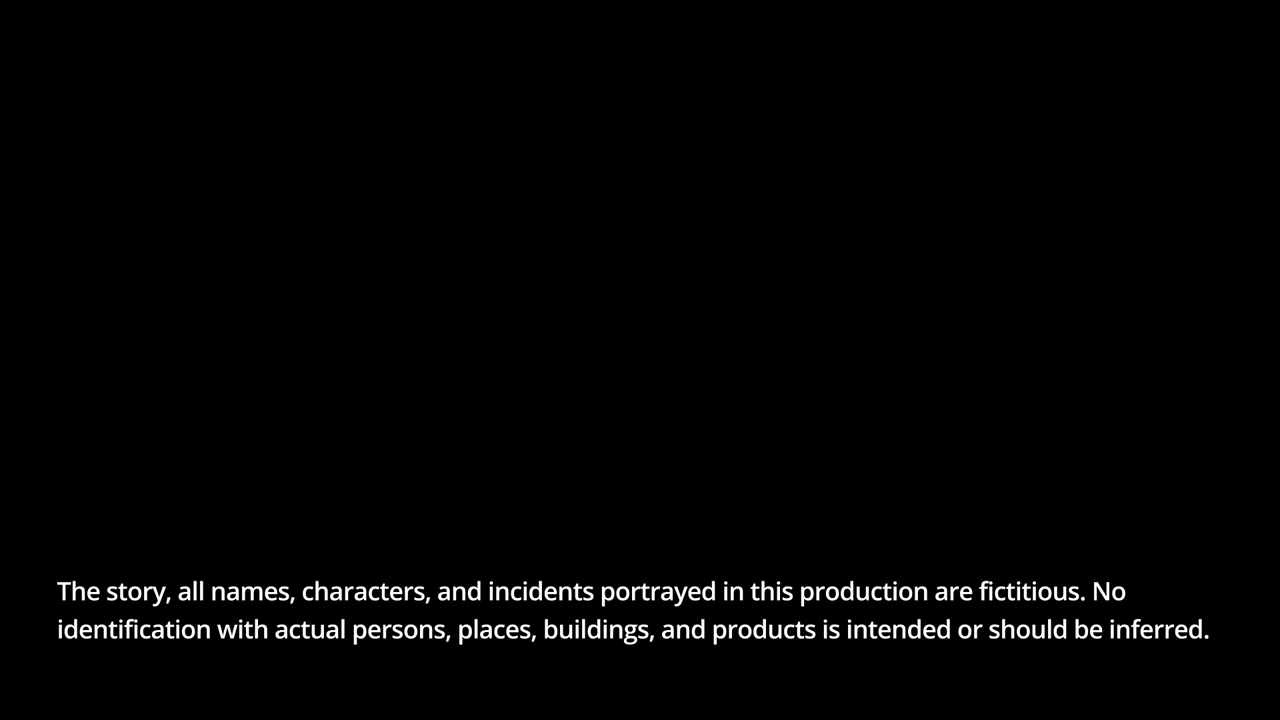 The story, all names, characters, and incidents portrayed in this production are fictitious. No
identification with actual persons, places, buildings, and products is intended or should be inferred.